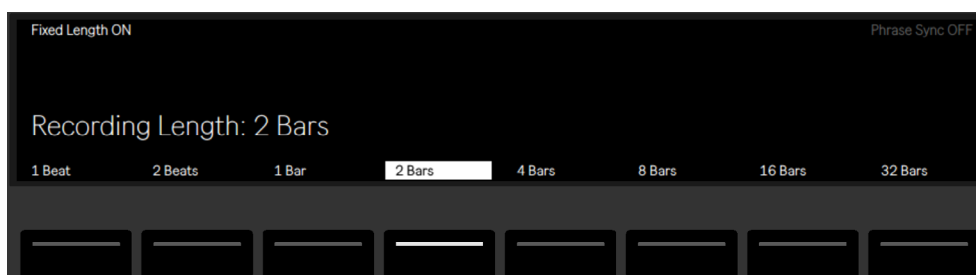 Fixed Length ON Phrase Sync OFF
Recording Length: 2 Bars
1 Beat 2 Beats 1 Bar 2 Bars 4 Bars 8 Bars 16 Bars 32 Bars